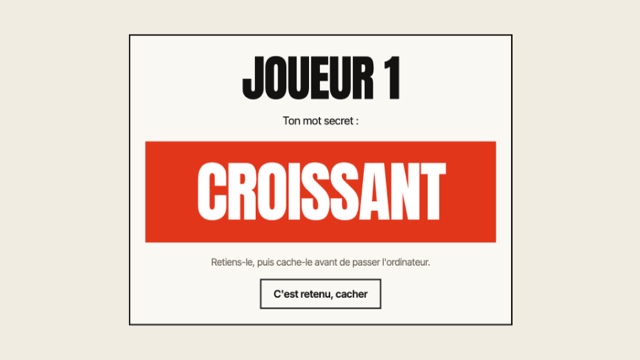 JOUEUR 1
Ton mot secret :
CROISSANT
Retiens-le, puis cache-le avant de passer l'ordinateur.
C'est retenu, cacher